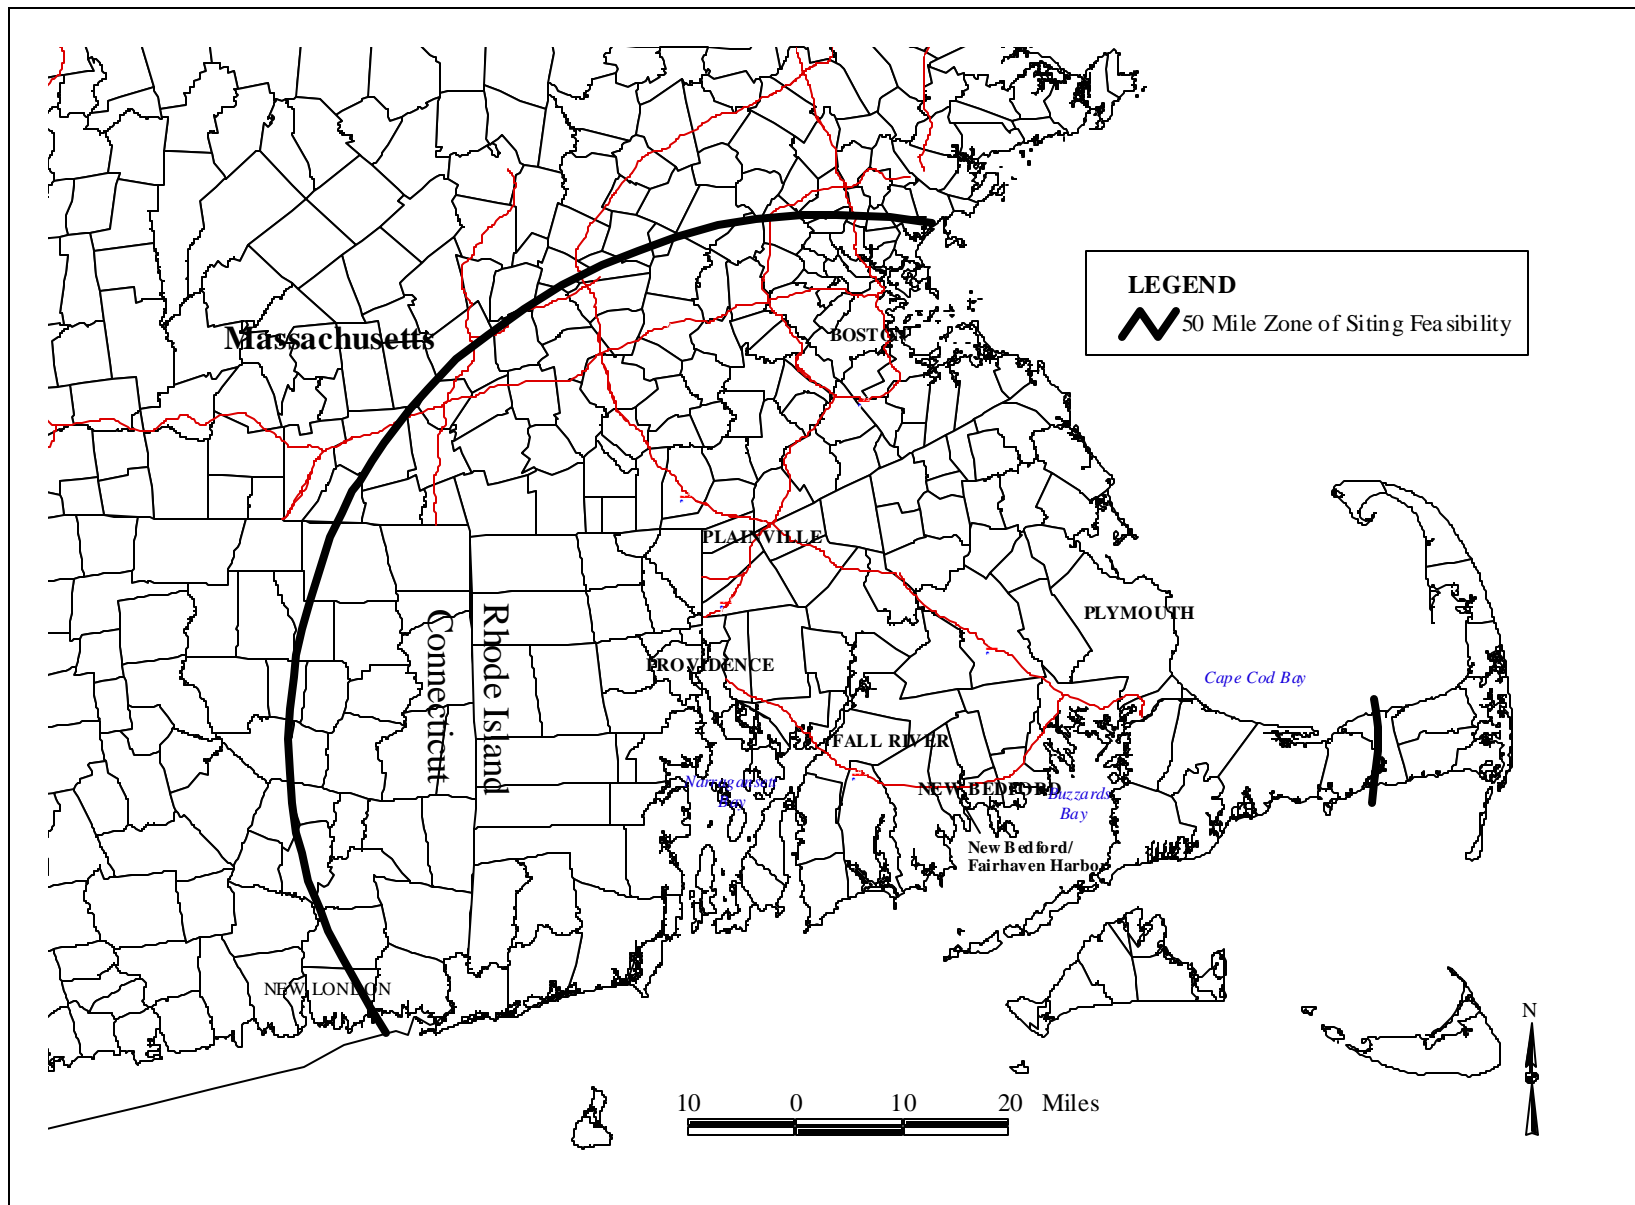 LEGEND
50 Mile Zone of Siting Feasibility
Massachusetts
BOSTON
PLAINVILLE
Connecticut
Rhode Island
PLYMOUTH
PROVIDENCE
Cape Cod Bay
FALL RIVER
Narragansett
Bay
NEW BEDFORD
Buzzards
Bay
New Bedford/
Fairhaven Harbor
NEW LONDON
N
10 0 10 20 Miles